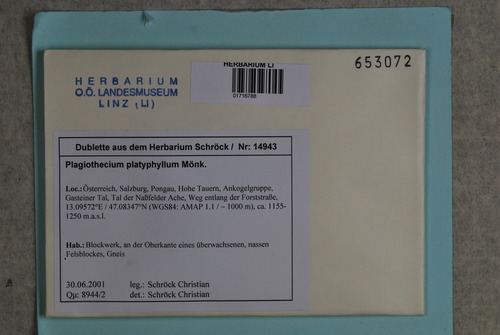 HERBARIUM LI
653072
01716788
HERBARIUM
O.Ö. LANDESMUSEUM
LINZ (LI)
Dublette aus dem Herbarium Schröck / Nr: 14943
Plagiothecium platyphyllum Mönk.
Loc.:Österreich, Salzburg, Pongau, Hohe Tauern, Ankogelgruppe,
Gasteiner Tal, Tal der Naßfelder Ache, Weg entlang der Forststraße,
13.09572°E / 47.08347°N (WGS84: AMAP 1.1 / ~ 1000 m), ca. 1155-
1250 m.a.s.l.
Hab.:Blockwerk, an der Oberkante eines überwachsenen, nassen
Felsblockes, Gneis
30.06.2001 leg.: Schröck Christian
Qu: 8944/2 det.: Schröck Christian